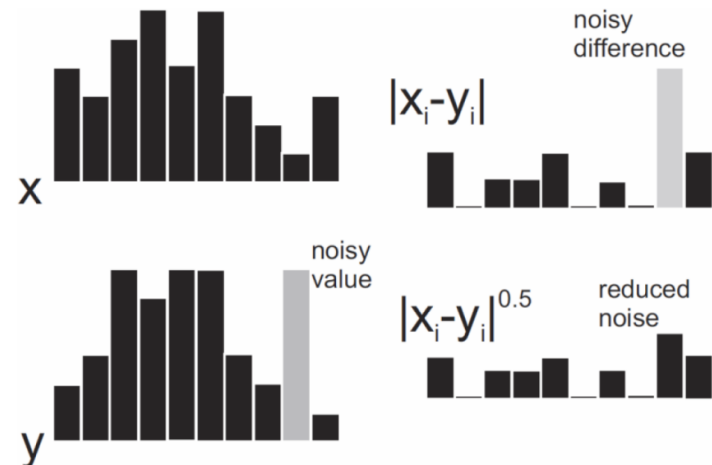 x
noisy
difference
|xᵢ-yᵢ|
y
noisy
value
|xᵢ-yᵢ|⁰·⁵
reduced
noise